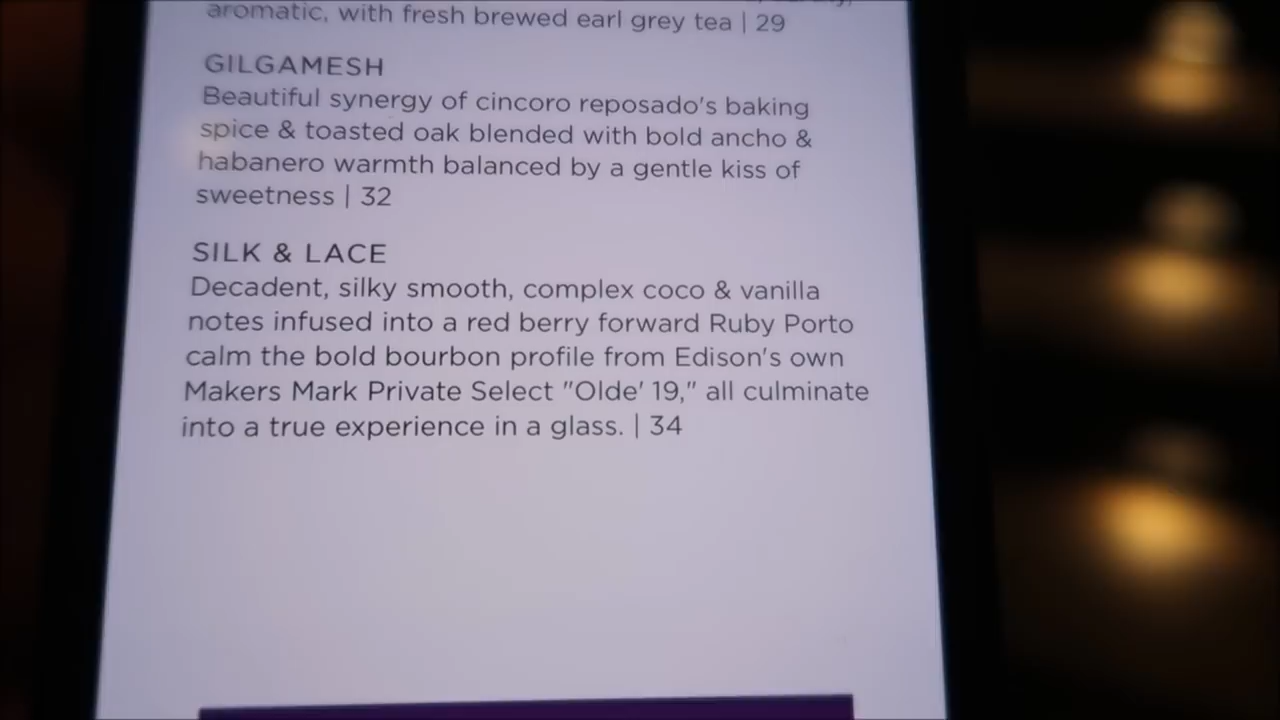 aromatic, with fresh brewed earl grey tea | 29
GILGAMESH
Beautiful synergy of cincoro reposado's baking
spice & toasted oak blended with bold ancho &
habanero warmth balanced by a gentle kiss of
sweetness | 32
SILK & LACE
Decadent, silky smooth, complex coco & vanilla
notes infused into a red berry forward Ruby Porto
calm the bold bourbon profile from Edison's own
Makers Mark Private Select "Olde' 19," all culminate
into a true experience in a glass. | 34